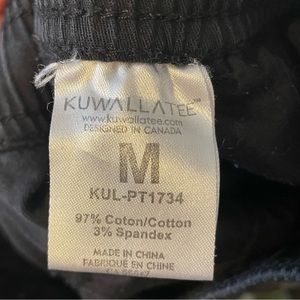 KUWALLATEE™
www.kuwallatee.com
DESIGNED IN CANADA
M
KUL-PT1734
97% Coton/Cotton
3% Spandex
MADE IN CHINA
FABRIQUÉ EN CHINE